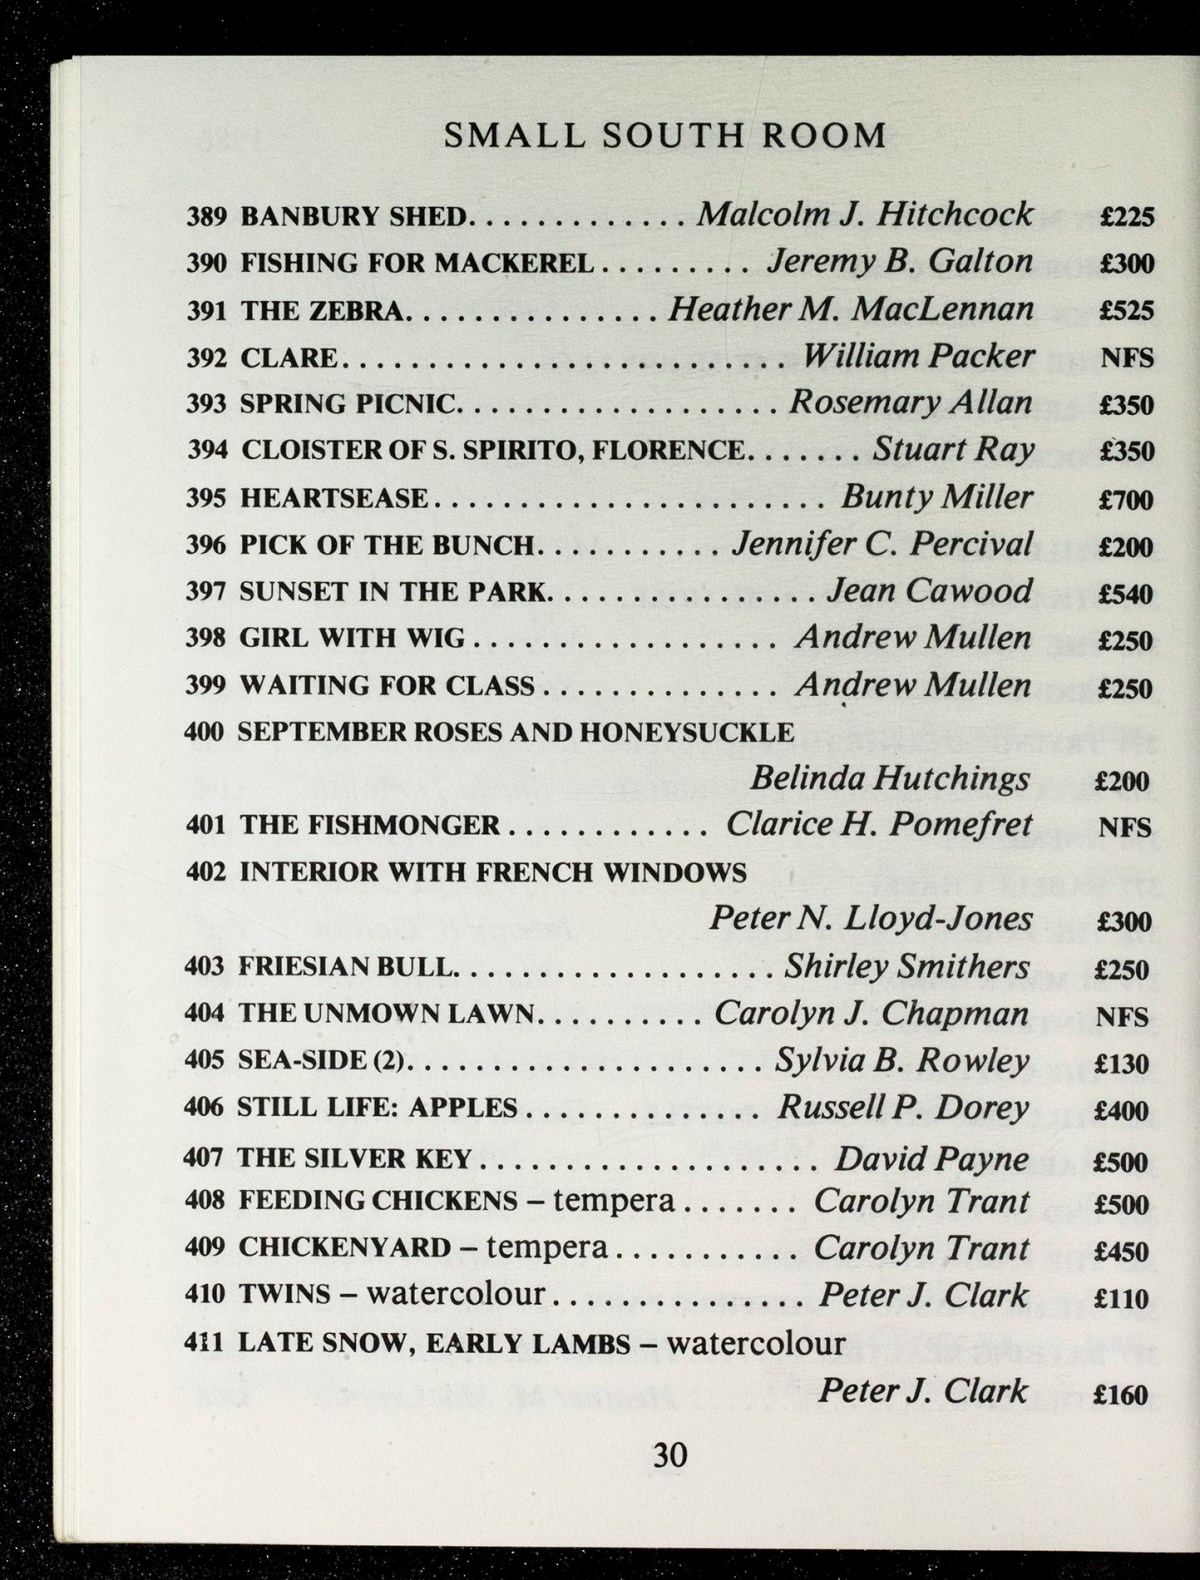 SMALL SOUTH ROOM
389 BANBURY SHED............. Malcolm J. Hitchcock £225
390 FISHING FOR MACKEREL......... Jeremy B. Galton £300
391 THE ZEBRA............... Heather M. MacLennan £525
392 CLARE.......................... William Packer NFS
393 SPRING PICNIC................... Rosemary Allan £350
394 CLOISTER OF S. SPIRITO, FLORENCE....... Stuart Ray £350
395 HEARTSEASE....................... Bunty Miller £700
396 PICK OF THE BUNCH........... Jennifer C. Percival £200
397 SUNSET IN THE PARK................ Jean Cawood £540
398 GIRL WITH WIG.................. Andrew Mullen £250
399 WAITING FOR CLASS.............. Andrew Mullen £250
400 SEPTEMBER ROSES AND HONEYSUCKLE
Belinda Hutchings £200
401 THE FISHMONGER............ Clarice H. Pomefret NFS
402 INTERIOR WITH FRENCH WINDOWS
Peter N. Lloyd-Jones £300
403 FRIESIAN BULL................... Shirley Smithers £250
404 THE UNMOWN LAWN.......... Carolyn J. Chapman NFS
405 SEA-SIDE (2)..................... Sylvia B. Rowley £130
406 STILL LIFE: APPLES.............. Russell P. Dorey £400
407 THE SILVER KEY.................... David Payne £500
408 FEEDING CHICKENS – tempera....... Carolyn Trant £500
409 CHICKENYARD – tempera........... Carolyn Trant £450
410 TWINS – watercolour............... Peter J. Clark £110
411 LATE SNOW, EARLY LAMBS – watercolour
Peter J. Clark £160
30